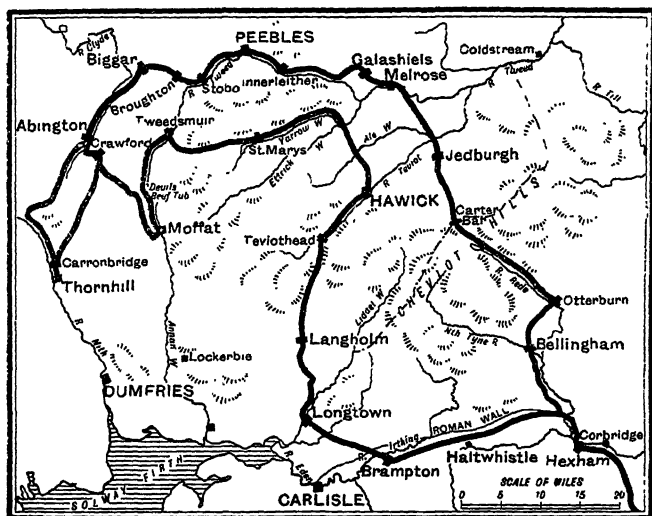 R Clyde
PEEBLES
Biggar
Galashiels
Coldstream
Melrose
Broughton
Stobo
R Tweed
Innerleithen
R Tweed
R Till
Abington
Crawford
Tweedsmuir
St.Marys
Yarrow W
Ettrick W
Ale W
R Teviot
Jedburgh
Devils
Beef Tub
Moffat
HAWICK
Carter
Bar
CHEVIOT HILLS
Teviothead
Carronbridge
Thornhill
R Rede
Otterburn
Liddel W
Annan W
R Nith
Lockerbie
Langholm
Nth Tyne R
Bellingham
DUMFRIES
Longtown
R Irthing
ROMAN WALL
Corbridge
Brampton
Haltwhistle
Hexham
R Eden
CARLISLE
SOLWAY FIRTH
SCALE OF MILES
0 5 10 15 20